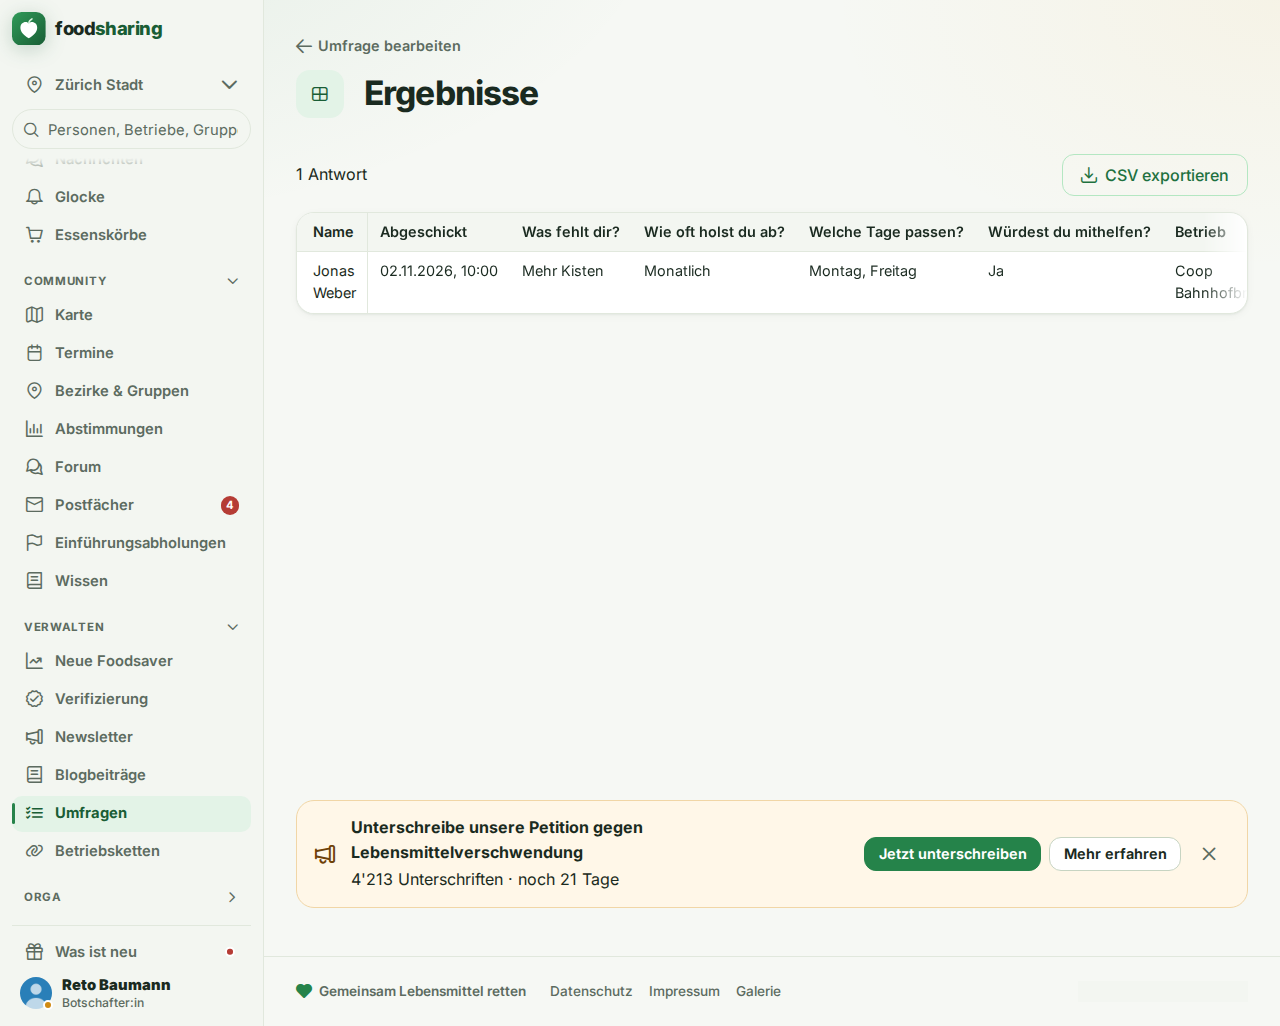 foodsharing
Zürich Stadt
Personen, Betriebe, Grupp
Nachrichten
Glocke
Essenskörbe
COMMUNITY
Karte
Termine
Bezirke & Gruppen
Abstimmungen
Forum
Postfächer 4
Einführungsabholungen
Wissen
VERWALTEN
Neue Foodsaver
Verifizierung
Newsletter
Blogbeiträge
Umfragen
Betriebsketten
ORGA
Was ist neu
Reto Baumann
Botschafter:in
Umfrage bearbeiten
Ergebnisse
1 Antwort
CSV exportieren
Name Abgeschickt Was fehlt dir? Wie oft holst du ab? Welche Tage passen? Würdest du mithelfen? Betrieb
Jonas 02.11.2026, 10:00 Mehr Kisten Monatlich Montag, Freitag Ja Coop
Weber Bahnhofb
Unterschreibe unsere Petition gegen
Lebensmittelverschwendung
4'213 Unterschriften · noch 21 Tage
Jetzt unterschreiben
Mehr erfahren
Gemeinsam Lebensmittel retten Datenschutz Impressum Galerie